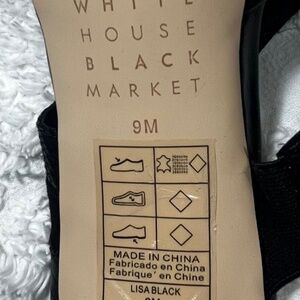 WHITE
HOUSE
BLACK
MARKET
9M
MADE IN CHINA
Fabricado en China
Fabrique' en Chine
LISA BLACK